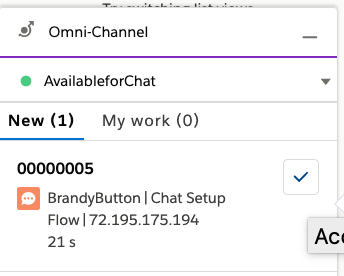 Try switching list views.
Omni-Channel
AvailableforChat
New (1) My work (0)
00000005
BrandyButton | Chat Setup
Flow | 72.195.175.194
21 s
Acc